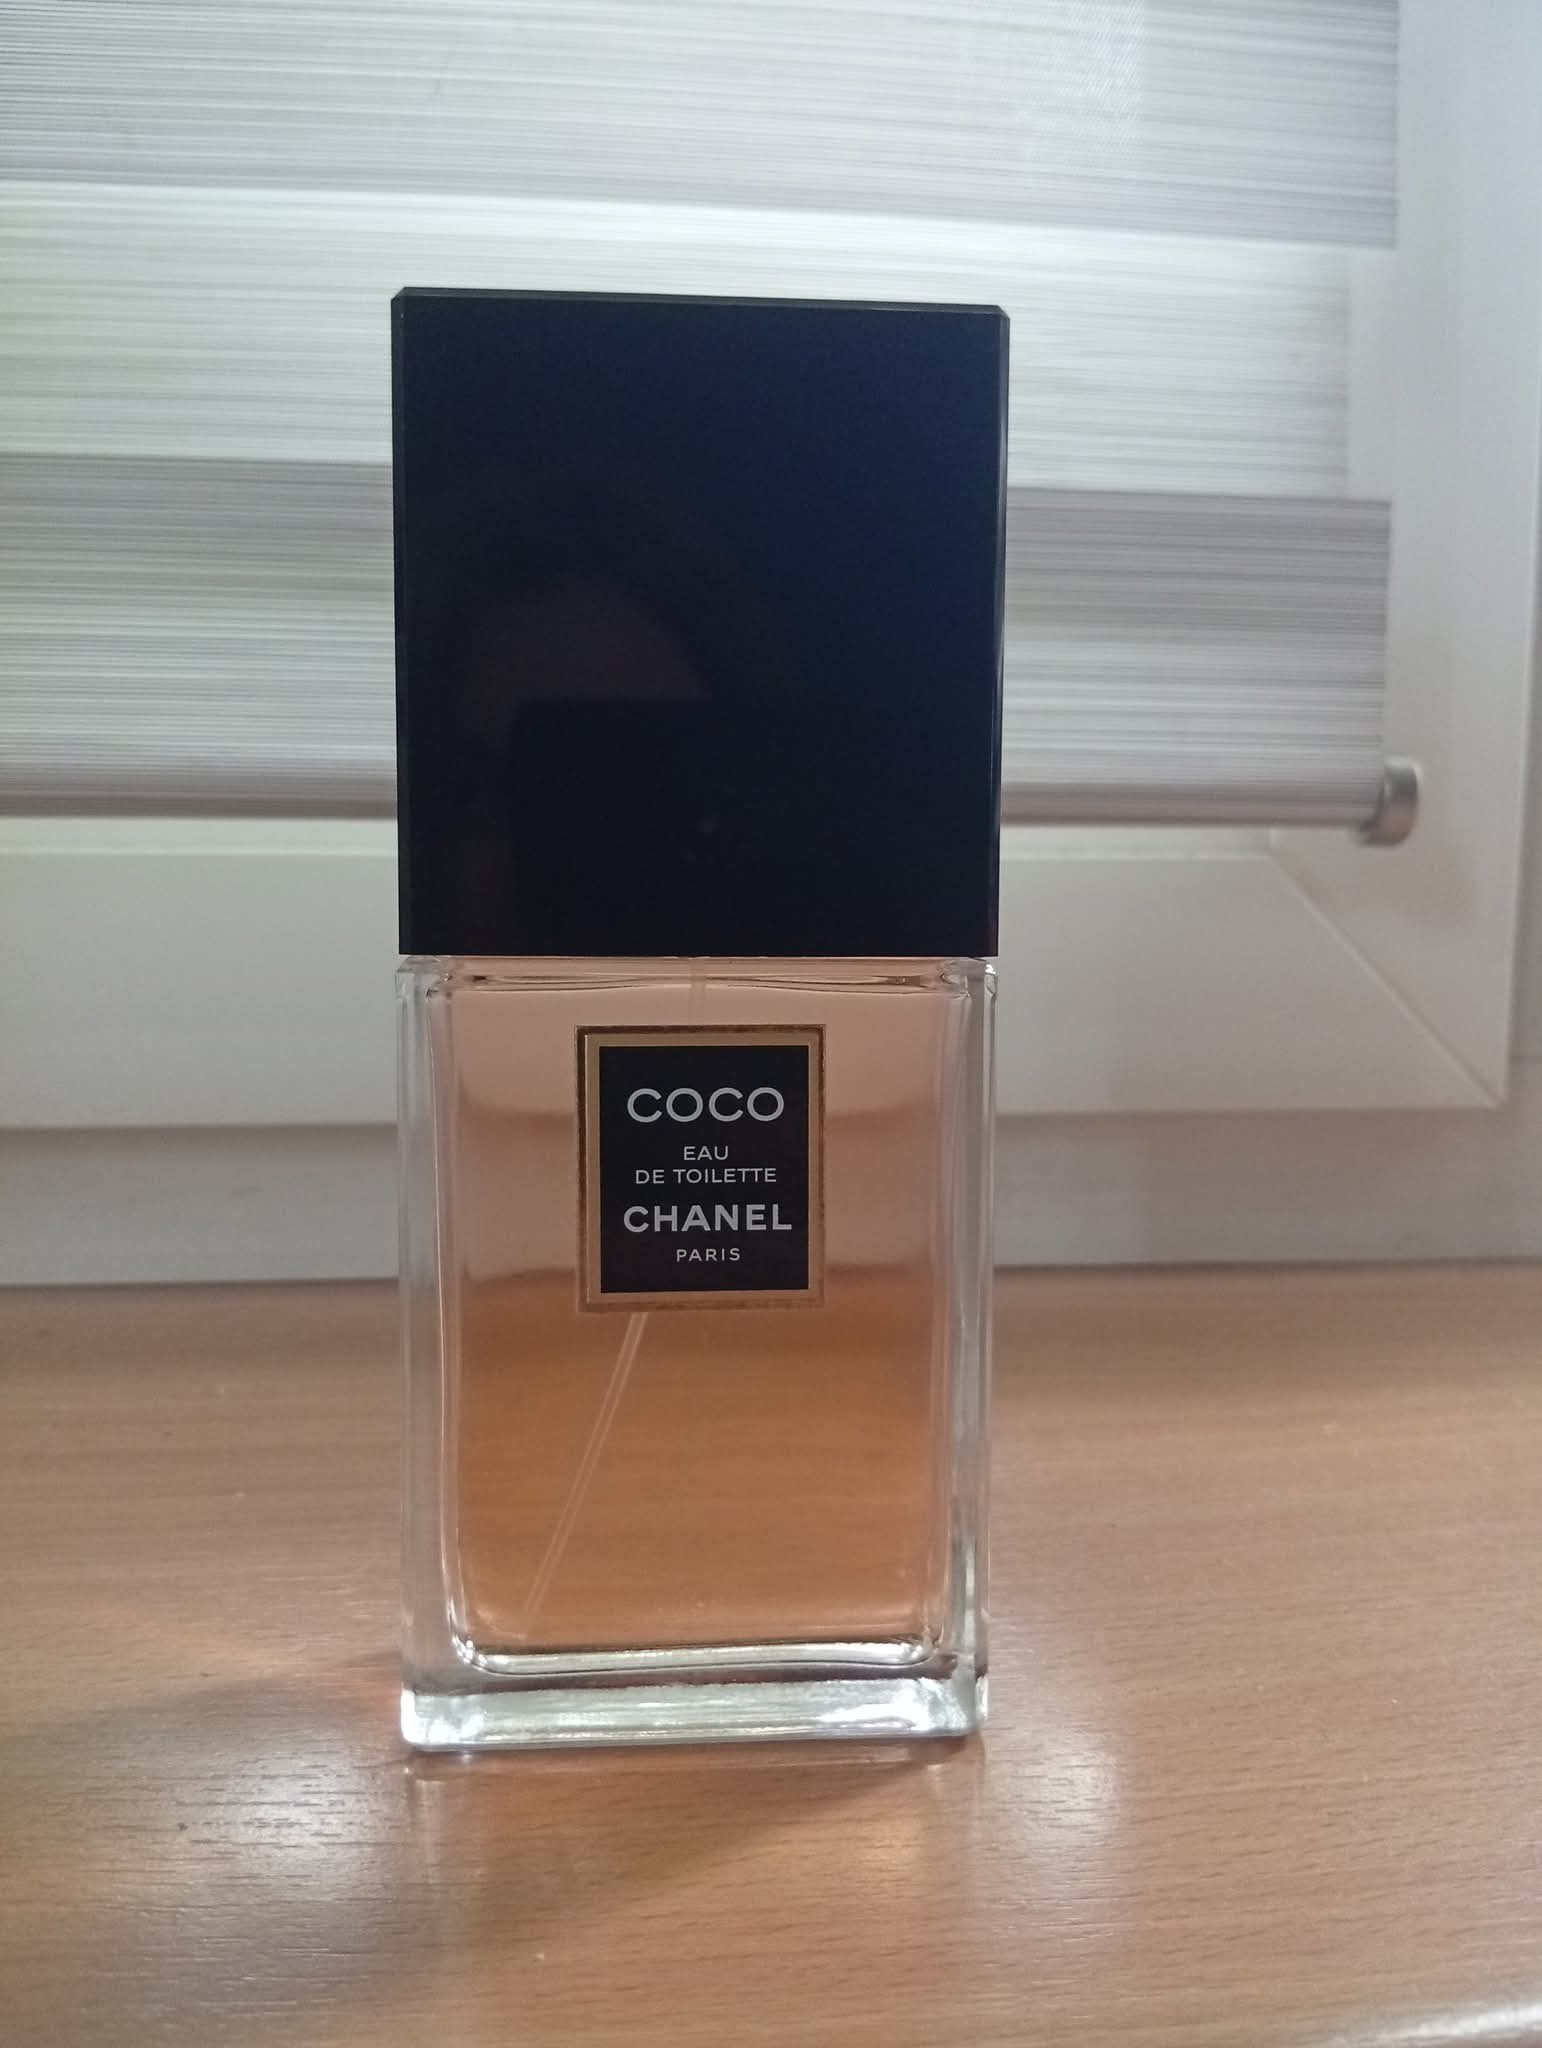 COCO
EAU
DE TOILETTE
CHANEL
PARIS